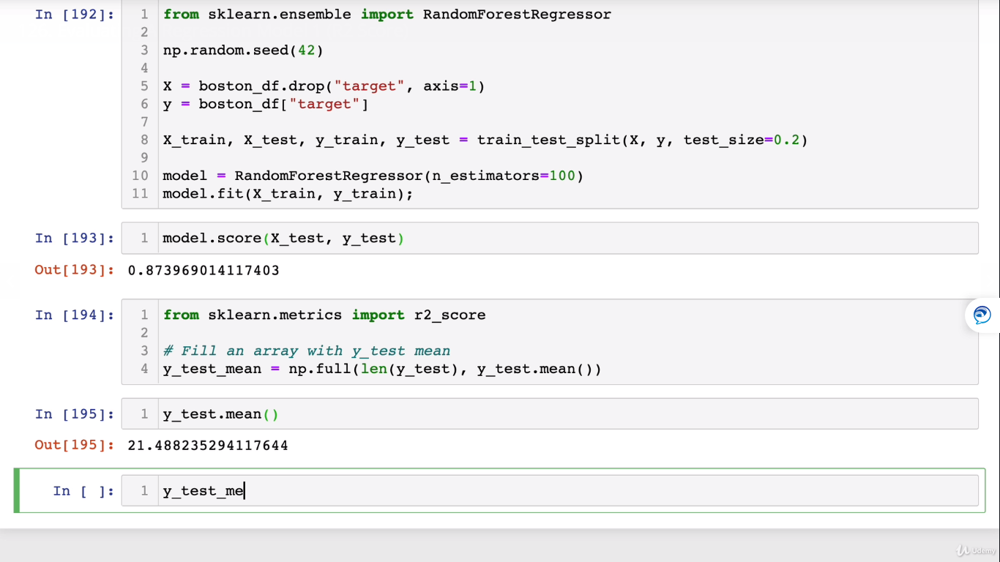 In [192]:
1 from sklearn.ensemble import RandomForestRegressor
2
3 np.random.seed(42)
4
5 X = boston_df.drop("target", axis=1)
6 y = boston_df["target"]
7
8 X_train, X_test, y_train, y_test = train_test_split(X, y, test_size=0.2)
9
10 model = RandomForestRegressor(n_estimators=100)
11 model.fit(X_train, y_train);
In [193]: 1 model.score(X_test, y_test)
Out[193]: 0.873969014117403
In [194]: 1 from sklearn.metrics import r2_score
2
3 # Fill an array with y_test mean
4 y_test_mean = np.full(len(y_test), y_test.mean())
In [195]: 1 y_test.mean()
Out[195]: 21.488235294117644
In [ ]: 1 y_test_me
Udemy